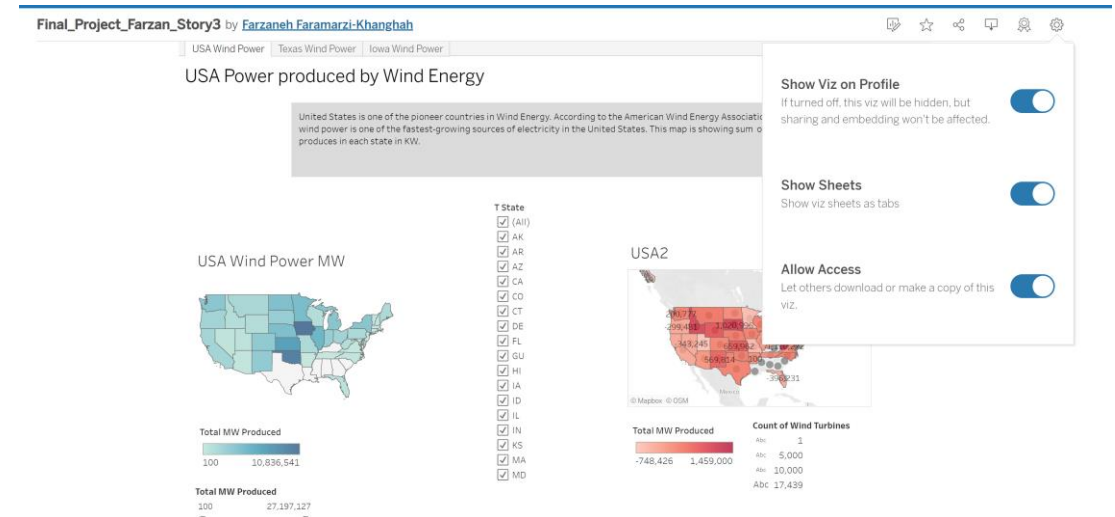 Final_Project_Farzan_Story3 by Farzaneh Faramarzi-Khanghah
USA Wind Power Texas Wind Power Iowa Wind Power
USA Power produced by Wind Energy
United States is one of the pioneer countries in Wind Energy. According to the American Wind Energy Associatio
wind power is one of the fastest-growing sources of electricity in the United States. This map is showing sum o
produces in each state in KW.
Show Viz on Profile
If turned off, this viz will be hidden, but
sharing and embedding won't be affected.
Show Sheets
Show viz sheets as tabs
Allow Access
Let others download or make a copy of this
viz.
T State
(All)
AK
AR
AZ
CA
CO
CT
DE
FL
GU
HI
IA
ID
IL
IN
KS
MA
MD
USA Wind Power MW
Total MW Produced
100 10,836,541
Total MW Produced
100 27,197,127
USA2
-299,431
343,245
569,814
Mexico
© Mapbox © OSM
Total MW Produced
-748,426 1,459,000
Count of Wind Turbines
Abc 1
Abc 5,000
Abc 10,000
Abc 17,439